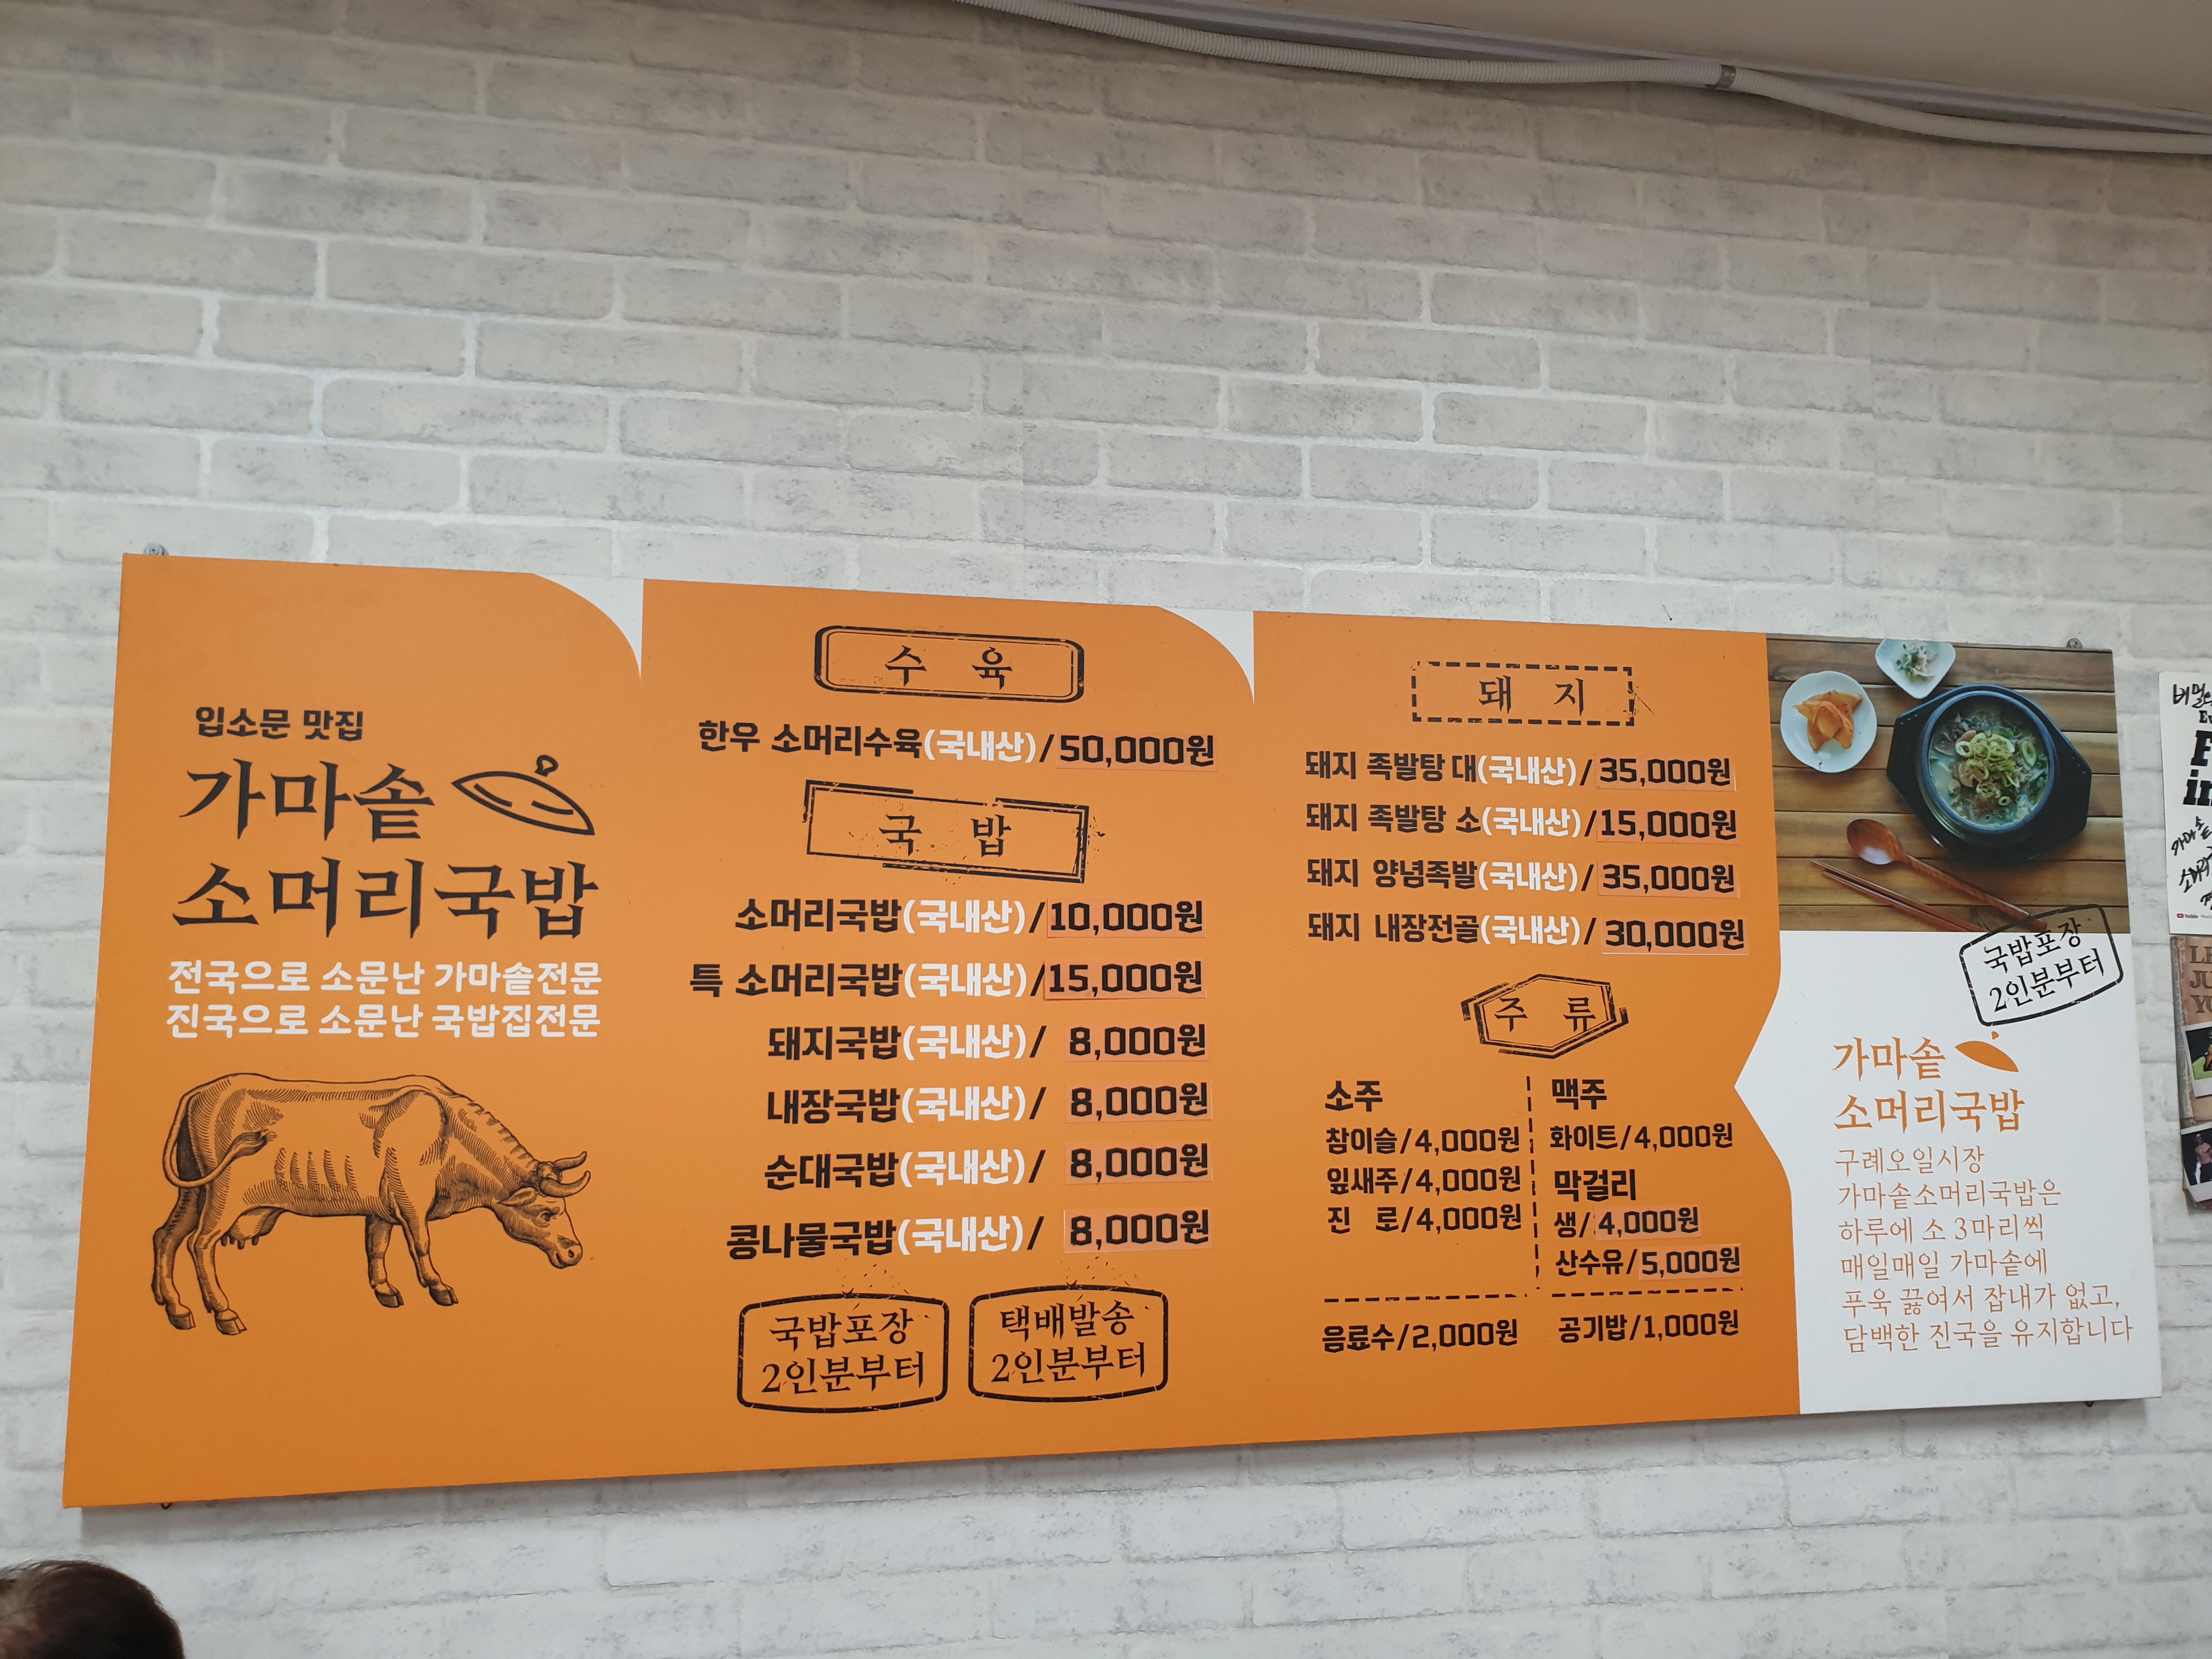 입소문 맛집
가마솥
소머리국밥
전국으로 소문난 가마솥전문
진국으로 소문난 국밥집전문
수 육
한우 소머리수육(국내산)/50,000원
국 밥
소머리국밥(국내산)/10,000원
특 소머리국밥(국내산)/15,000원
돼지국밥(국내산)/ 8,000원
내장국밥(국내산)/ 8,000원
순대국밥(국내산)/ 8,000원
콩나물국밥(국내산)/ 8,000원
국밥포장
2인분부터
택배발송
2인분부터
돼 지
돼지 족발탕 대(국내산)/35,000원
돼지 족발탕 소(국내산)/15,000원
돼지 양념족발(국내산)/35,000원
돼지 내장전골(국내산)/30,000원
주 류
소주
참이슬/4,000원
잎새주/4,000원
진 로/4,000원
맥주
화이트/4,000원
막걸리
생/4,000원
산수유/5,000원
음료수/2,000원
공기밥/1,000원
국밥포장
2인분부터
가마솥
소머리국밥
구례오일시장
가마솥소머리국밥은
하루에 소 3마리씩
매일매일 가마솥에
푸욱 끓여서 잡내가 없고,
담백한 진국을 유지합니다